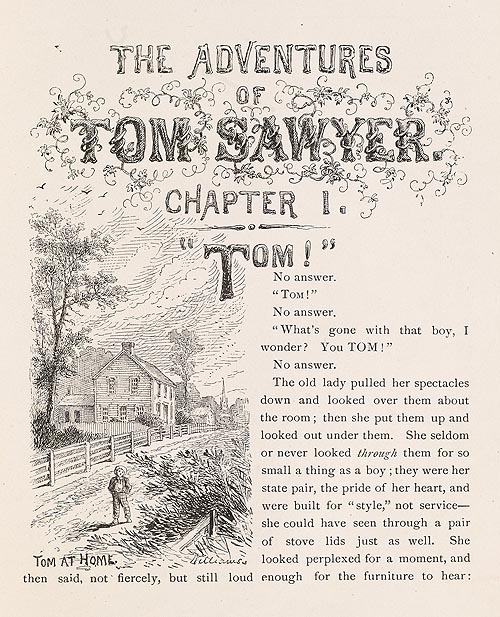 THE ADVENTURES
OF
TOM SAWYER.
CHAPTER I.
"TOM!"
No answer.
"TOM!"
No answer.
"What's gone with that boy, I
wonder? You TOM!"
No answer.
The old lady pulled her spectacles
down and looked over them about
the room; then she put them up and
looked out under them. She seldom
or never looked through them for so
small a thing as a boy; they were her
state pair, the pride of her heart, and
were built for "style," not service—
she could have seen through a pair
of stove lids just as well. She
looked perplexed for a moment, and
TOM AT HOME.
Williams
then said, not fiercely, but still loud enough for the furniture to hear: